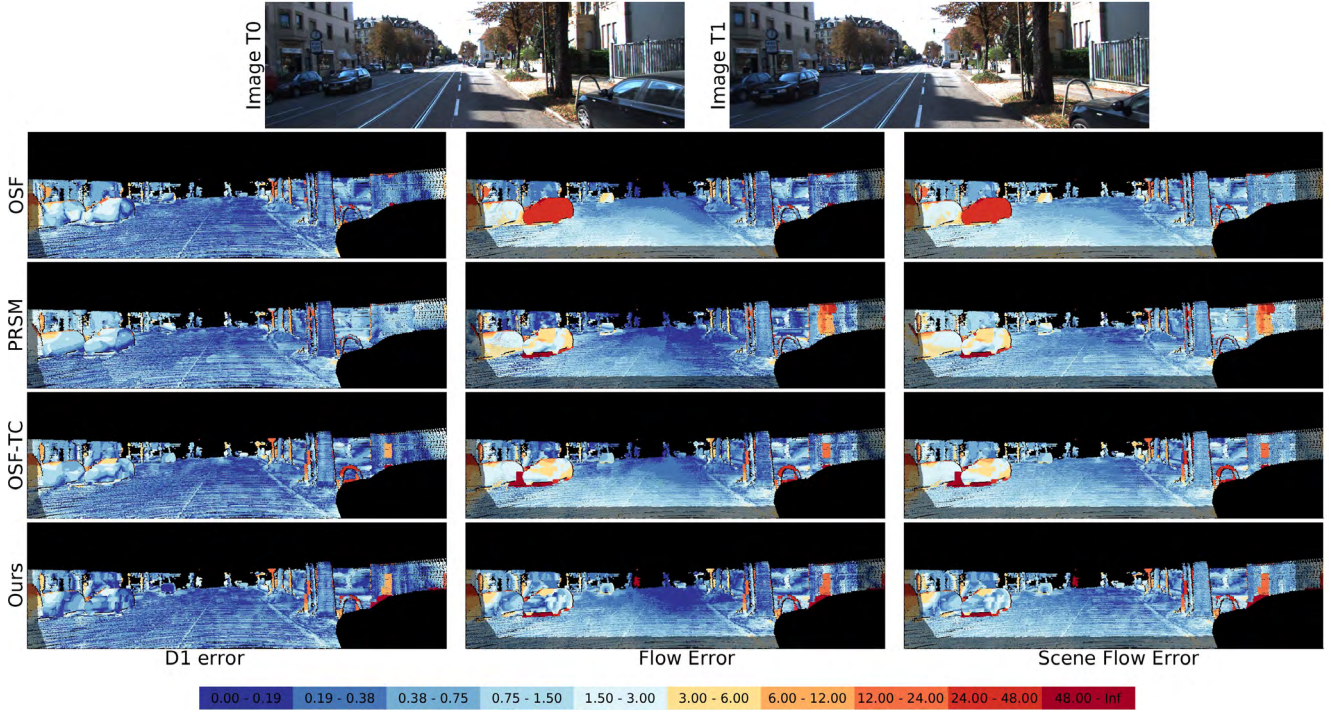 Image T0
Image T1
OSF
PRSM
OSF-TC
Ours
D1 error
Flow Error
Scene Flow Error
0.00 - 0.19
0.19 - 0.38
0.38 - 0.75
0.75 - 1.50
1.50 - 3.00
3.00 - 6.00
6.00 - 12.00
12.00 - 24.00
24.00 - 48.00
48.00 - Inf